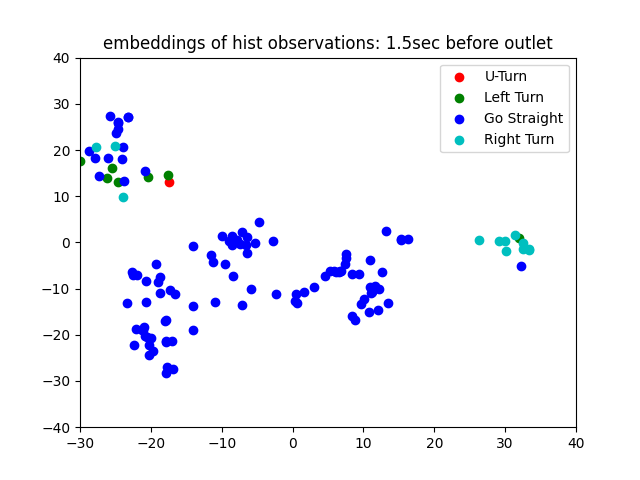 embeddings of hist observations: 1.5sec before outlet
40
30
20
10
0
−10
−20
−30
−40
U-Turn
Left Turn
Go Straight
Right Turn
−30 −20 −10 0 10 20 30 40